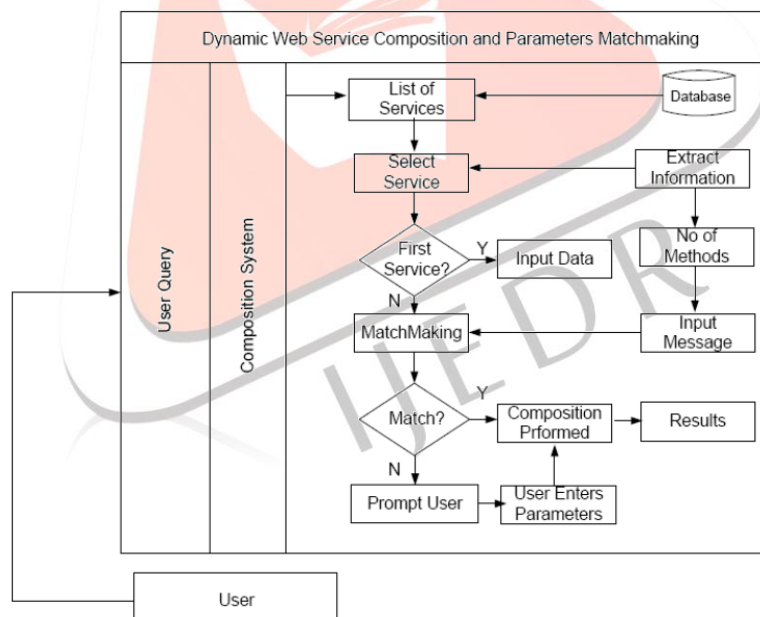 Dynamic Web Service Composition and Parameters Matchmaking
User Query
Composition System
List of
Services
Database
Select
Service
Extract
Information
First
Service?
Y
Input Data
No of
Methods
N
MatchMaking
Input
Message
Match?
Y
Composition
Prformed
Results
N
Prompt User
User Enters
Parameters
User
IJEDR